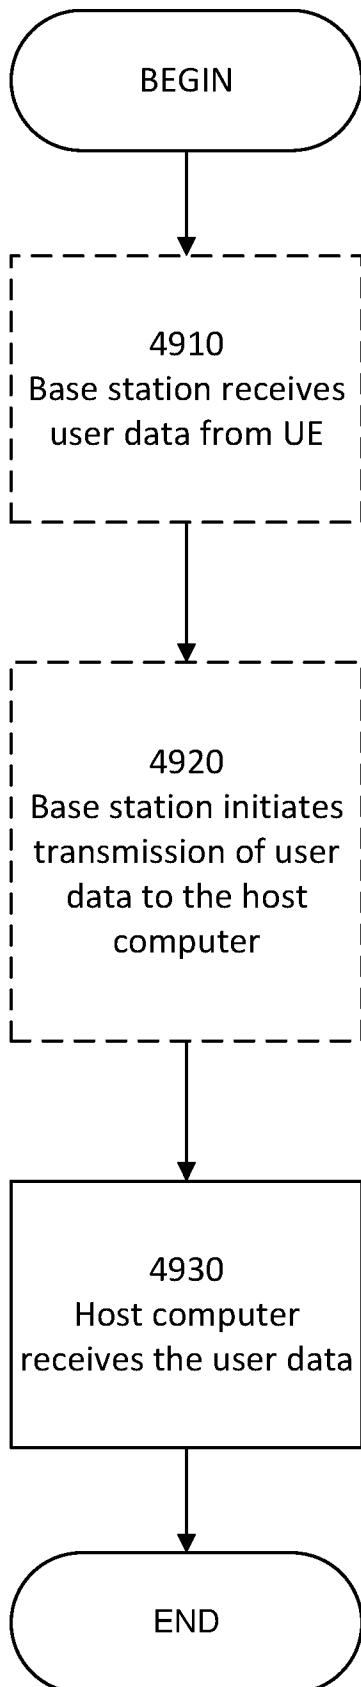 BEGIN
4910
Base station receives
user data from UE
4920
Base station initiates
transmission of user
data to the host
computer
4930
Host computer
receives the user data
END